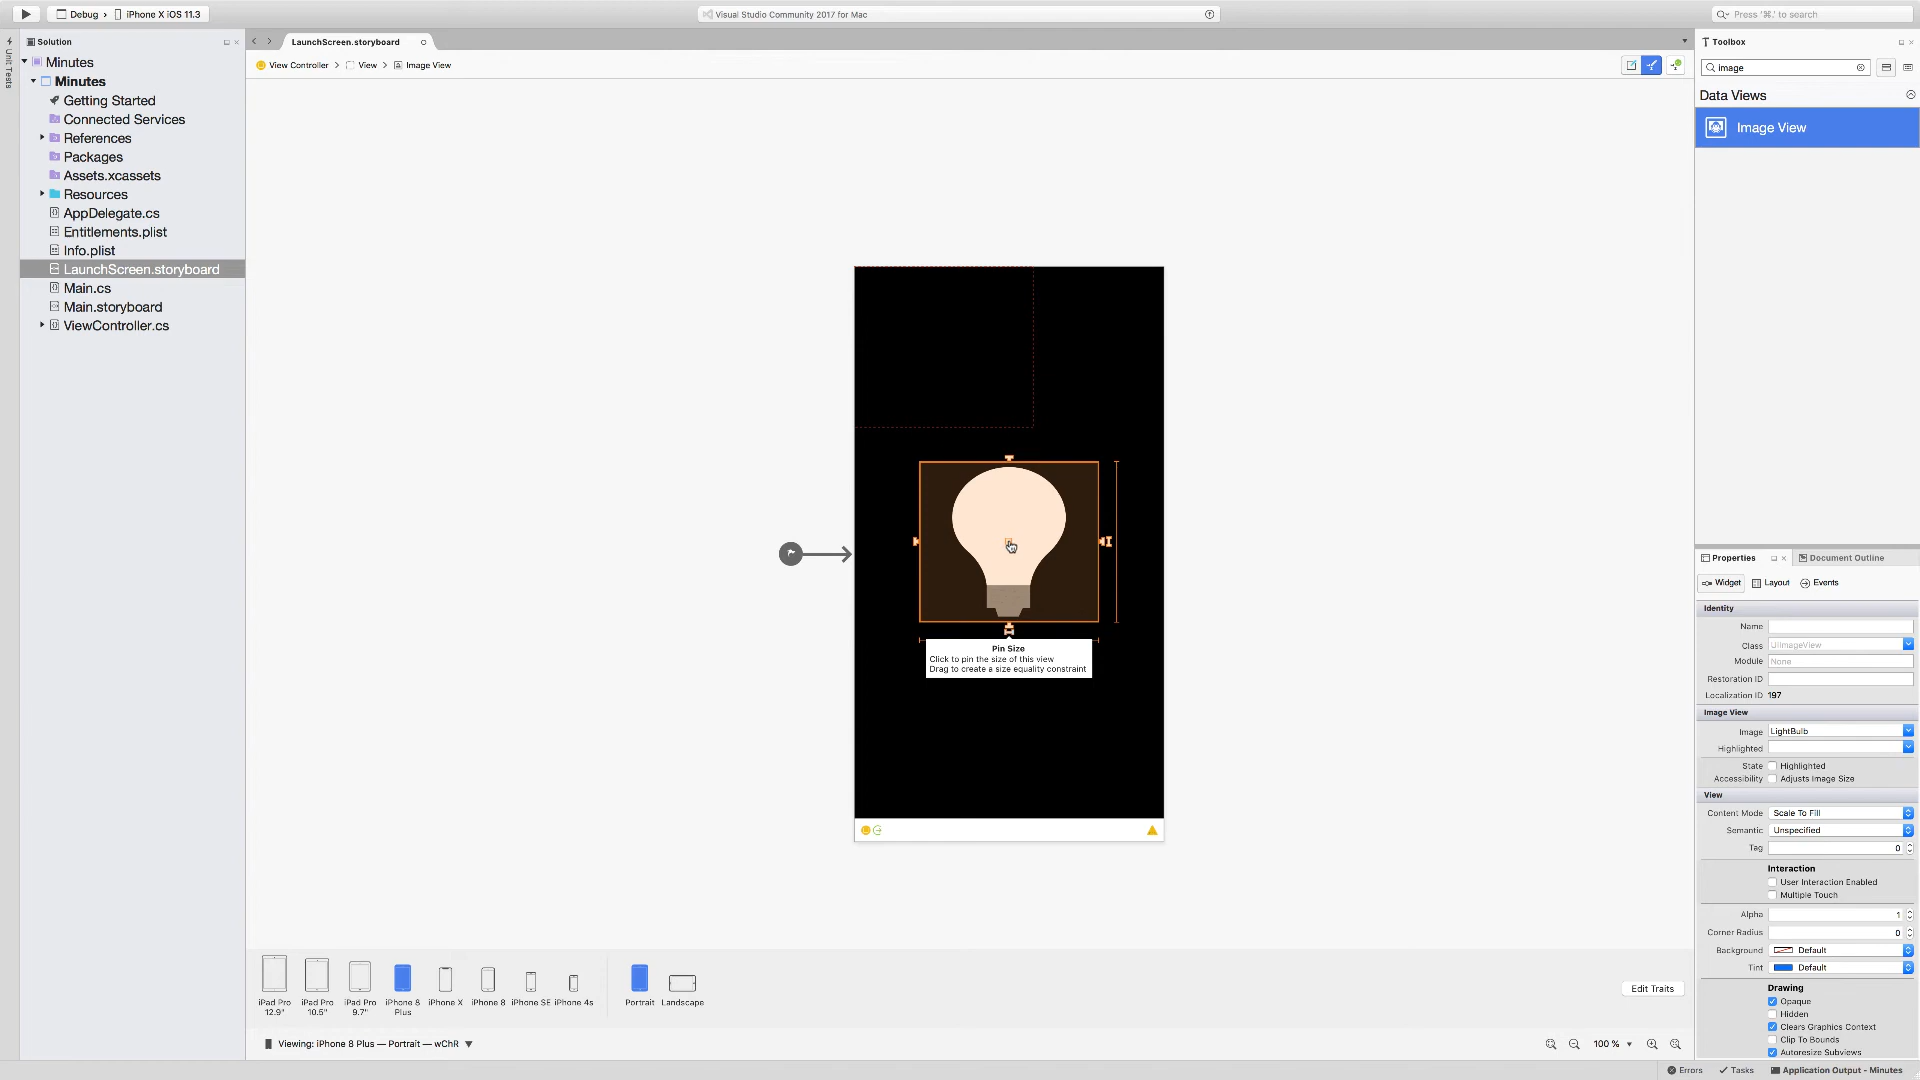 Debug › iPhone X iOS 11.3
Visual Studio Community 2017 for Mac
Press '⌘.' to search
Unit Tests
Solution
Minutes
Minutes
Getting Started
Connected Services
References
Packages
Assets.xcassets
Resources
AppDelegate.cs
Entitlements.plist
Info.plist
LaunchScreen.storyboard
Main.cs
Main.storyboard
ViewController.cs
LaunchScreen.storyboard
View Controller > View > Image View
Pin Size
Click to pin the size of this view
Drag to create a size equality constraint
iPad Pro 12.9"
iPad Pro 10.5"
iPad Pro 9.7"
iPhone 8 Plus
iPhone X
iPhone 8
iPhone SE
iPhone 4s
Portrait
Landscape
Edit Traits
Viewing: iPhone 8 Plus — Portrait — wChR
100 %
Toolbox
image
Data Views
Image View
Properties
Document Outline
Widget
Layout
Events
Identity
Name
Class UIImageView
Module None
Restoration ID
Localization ID 197
Image View
Image LightBulb
Highlighted
State Highlighted
Accessibility Adjusts Image Size
View
Content Mode Scale To Fill
Semantic Unspecified
Tag 0
Interaction
User Interaction Enabled
Multiple Touch
Alpha 1
Corner Radius 0
Background Default
Tint Default
Drawing
Opaque
Hidden
Clears Graphics Context
Clip To Bounds
Autoresize Subviews
Errors
Tasks
Application Output - Minutes